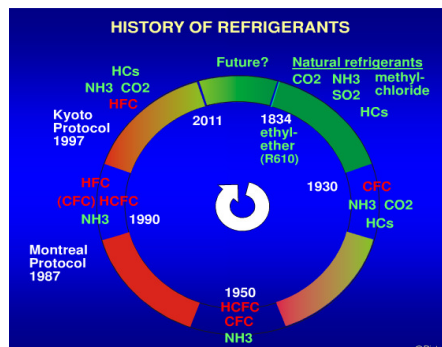 HISTORY OF REFRIGERANTS
Future?
Natural refrigerants
CO2 NH3 methyl-
SO2 chloride
HCs
1834
ethyl-
ether
(R610)
1930
CFC
NH3 CO2
HCs
1950
HCFC
CFC
NH3
Montreal
Protocol
1987
1990
HFC
(CFC) HCFC
NH3
Kyoto
Protocol
1997
HCs
NH3 CO2
HFC
2011